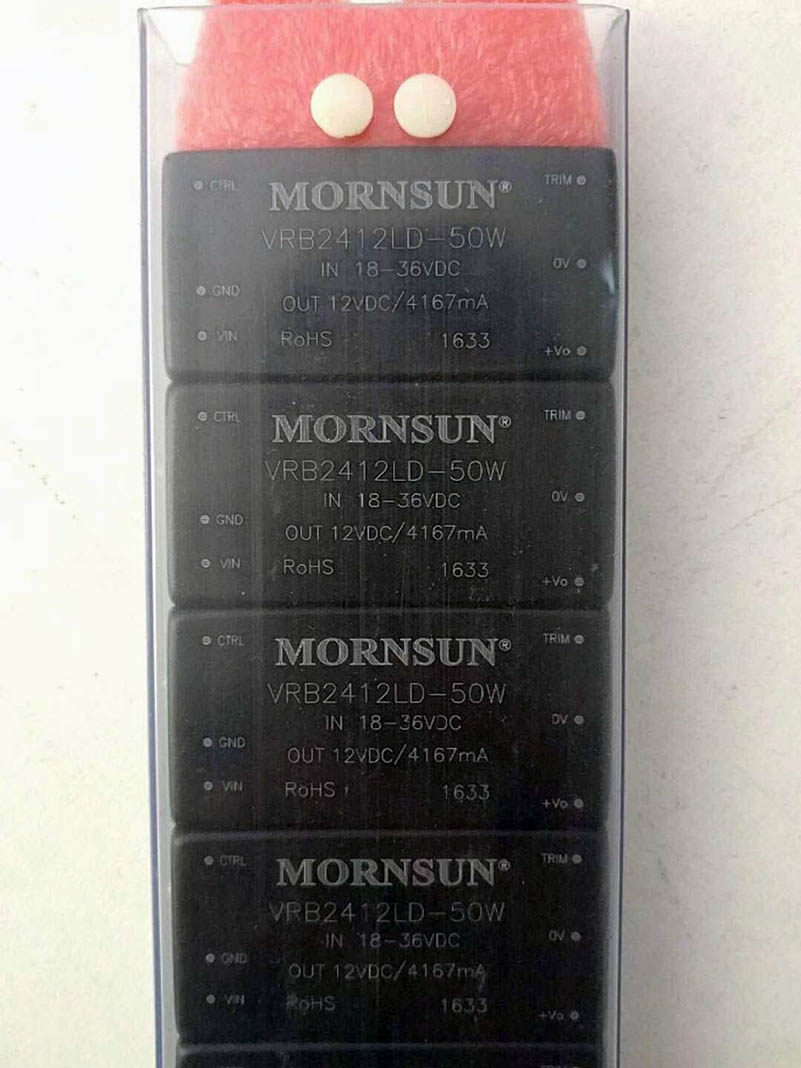 CTRL MORNSUN® TRIM
VRB2412LD-50W
IN 18-36VDC 0V
GND OUT 12VDC/4167mA
VIN RoHS 1633 +Vo
CTRL MORNSUN® TRIM
VRB2412LD-50W
IN 18-36VDC 0V
GND OUT 12VDC/4167mA
VIN RoHS 1633 +Vo
CTRL MORNSUN® TRIM
VRB2412LD-50W
IN 18-36VDC 0V
GND OUT 12VDC/4167mA
VIN RoHS 1633 +Vo
CTRL MORNSUN® TRIM
VRB2412LD-50W
IN 18-36VDC 0V
GND OUT 12VDC/4167mA
VIN RoHS 1633 +Vo